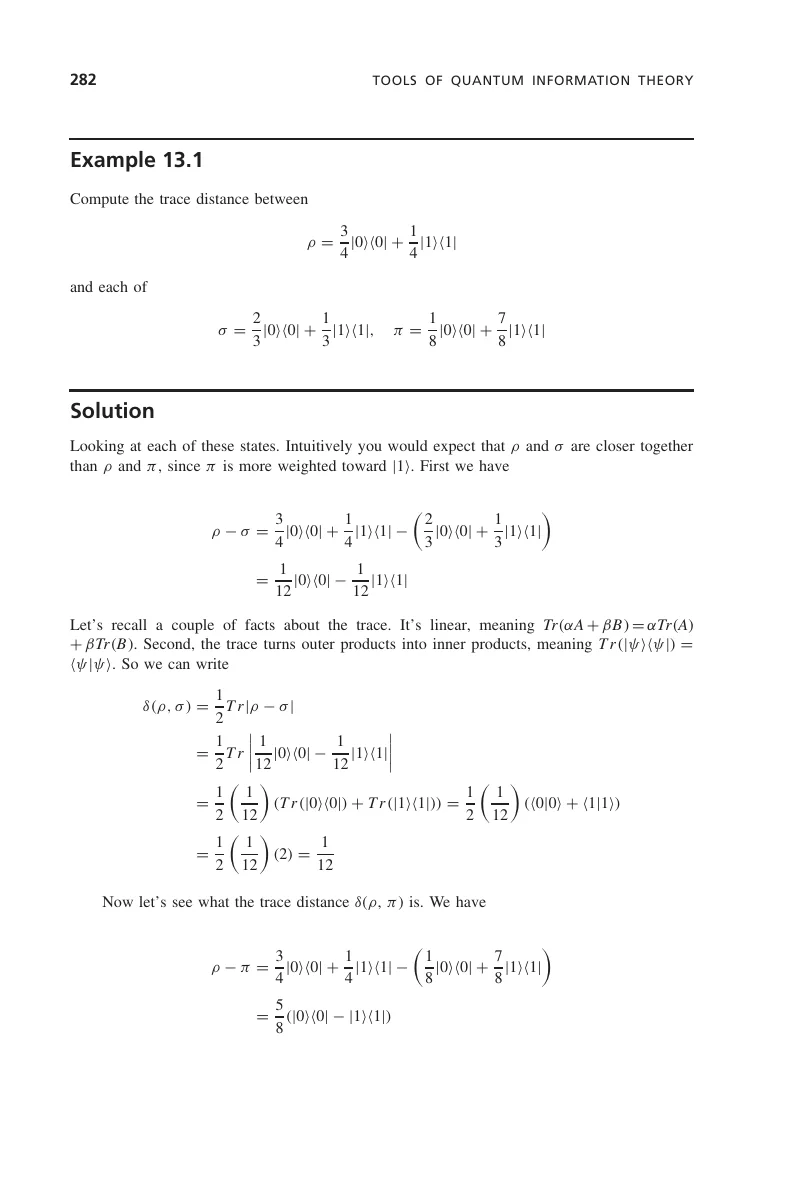 282 TOOLS OF QUANTUM INFORMATION THEORY
Example 13.1
Compute the trace distance between
ρ = 3/4|0⟩⟨0| + 1/4|1⟩⟨1|
and each of
σ = 2/3|0⟩⟨0| + 1/3|1⟩⟨1|, π = 1/8|0⟩⟨0| + 7/8|1⟩⟨1|
Solution
Looking at each of these states. Intuitively you would expect that ρ and σ are closer together
than ρ and π, since π is more weighted toward |1⟩. First we have
ρ − σ = 3/4|0⟩⟨0| + 1/4|1⟩⟨1| − (2/3|0⟩⟨0| + 1/3|1⟩⟨1|)
= 1/12|0⟩⟨0| − 1/12|1⟩⟨1|
Let's recall a couple of facts about the trace. It's linear, meaning Tr(αA + βB) = αTr(A)
+ βTr(B). Second, the trace turns outer products into inner products, meaning Tr(|ψ⟩⟨ψ|) =
⟨ψ|ψ⟩. So we can write
δ(ρ, σ) = 1/2 Tr|ρ − σ|
= 1/2 Tr |1/12|0⟩⟨0| − 1/12|1⟩⟨1||
= 1/2 (1/12) (Tr(|0⟩⟨0|) + Tr(|1⟩⟨1|)) = 1/2 (1/12) (⟨0|0⟩ + ⟨1|1⟩)
= 1/2 (1/12) (2) = 1/12
Now let's see what the trace distance δ(ρ, π) is. We have
ρ − π = 3/4|0⟩⟨0| + 1/4|1⟩⟨1| − (1/8|0⟩⟨0| + 7/8|1⟩⟨1|)
= 5/8(|0⟩⟨0| − |1⟩⟨1|)